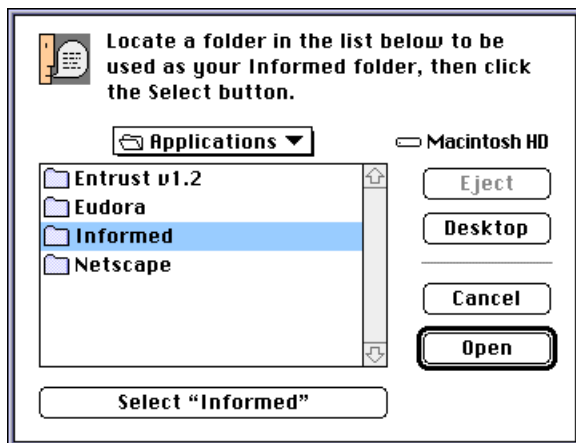 Locate a folder in the list below to be
used as your Informed folder, then click
the Select button.
Applications
Macintosh HD
Entrust v1.2
Eudora
Informed
Netscape
Eject
Desktop
Cancel
Open
Select “Informed”